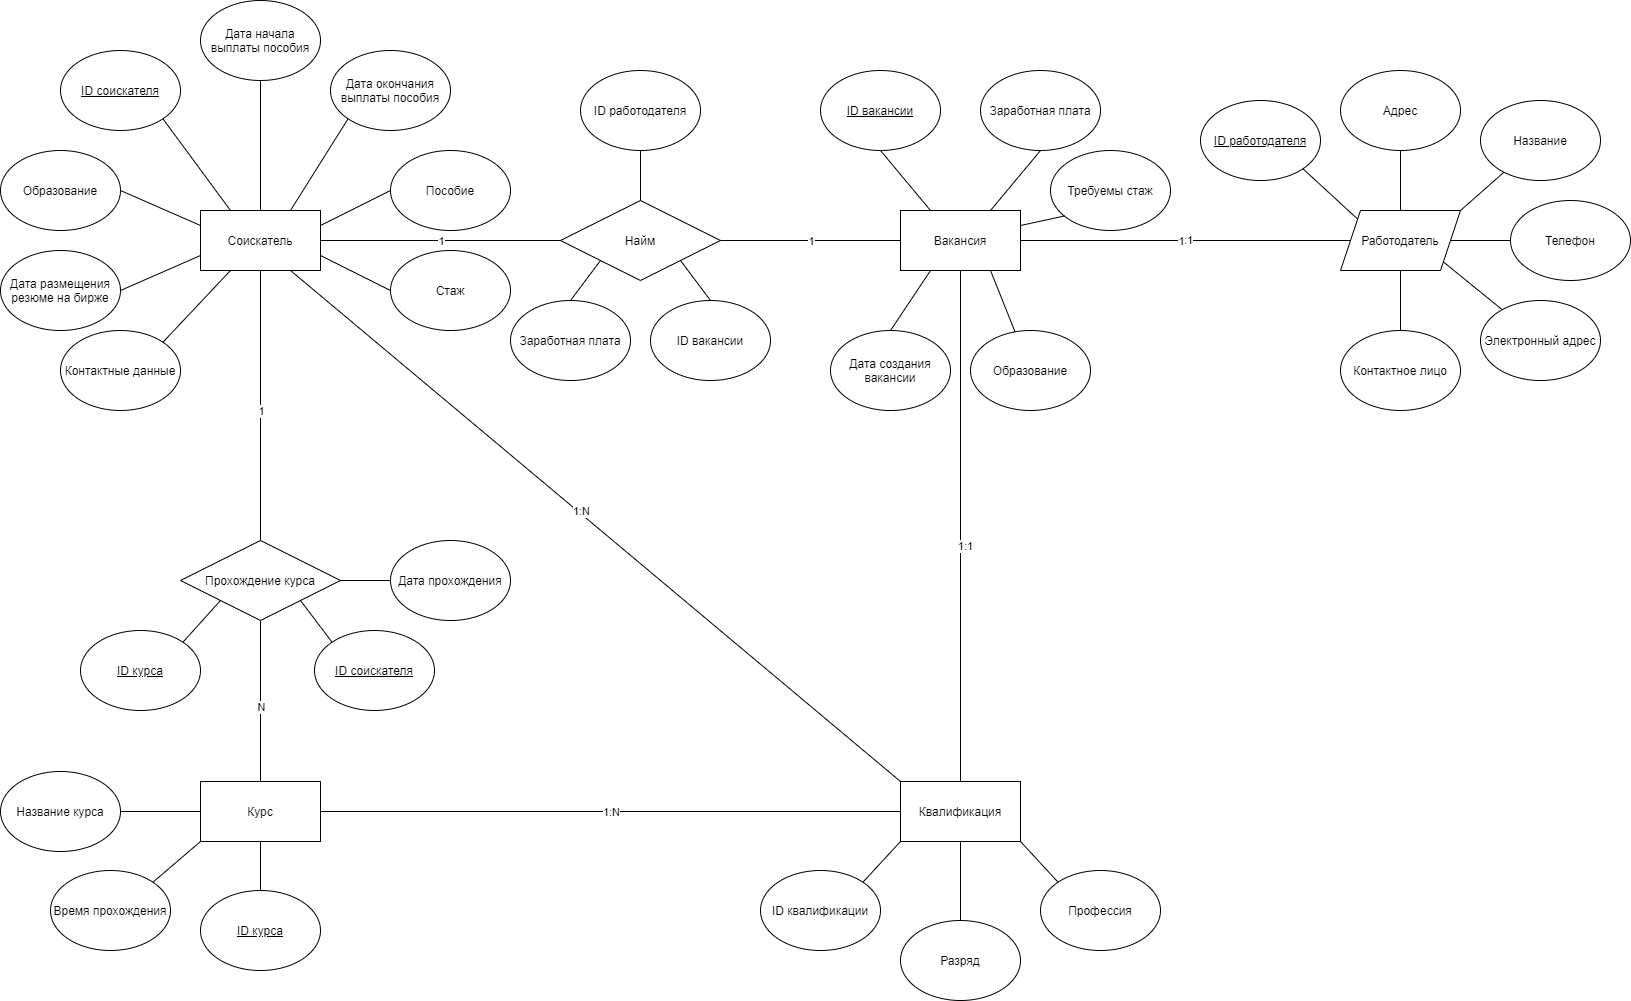 Дата начала
выплаты пособия
ID соискателя
Дата окончания
выплаты пособия
ID работодателя
ID вакансии
Заработная плата
ID работодателя
Адрес
Название
Образование
Пособие
Требуемы стаж
Соискатель
1
Найм
1
Вакансия
1:1
Работодатель
Телефон
Дата размещения
резюме на бирже
Стаж
Заработная плата
ID вакансии
Контактные данные
Дата создания
вакансии
Образование
Контактное лицо
Электронный адрес
1
1:N
1:1
Прохождение курса
Дата прохождения
ID курса
ID соискателя
N
Название курса
Курс
1:N
Квалификация
Время прохождения
ID курса
ID квалификации
Разряд
Профессия